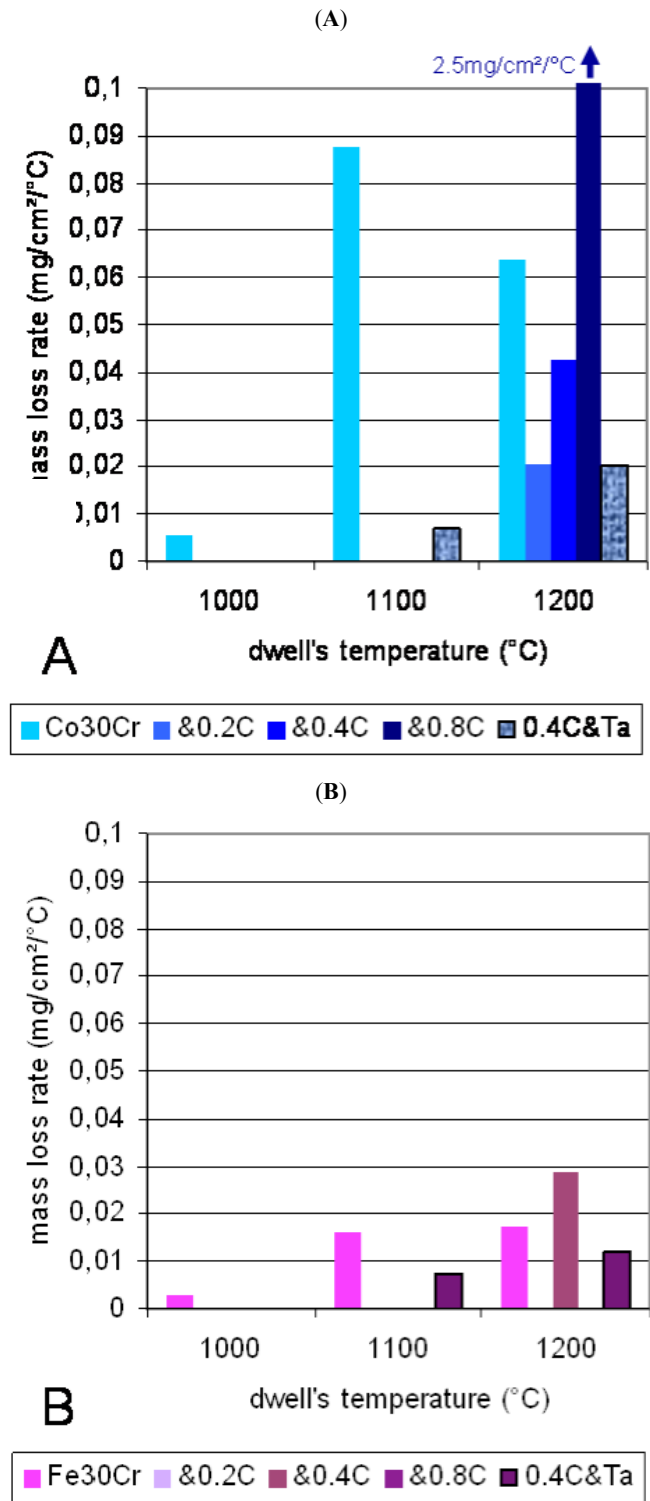 (A)
2.5mg/cm²/°C
0,1
0,09
0,08
0,07
0,06
0,05
0,04
0,03
0,02
0,01
0
mass loss rate (mg/cm²/°C)
1000 1100 1200
A
dwell's temperature (°C)
Co30Cr &0.2C &0.4C &0.8C 0.4C&Ta
(B)
0,1
0,09
0,08
0,07
0,06
0,05
0,04
0,03
0,02
0,01
0
mass loss rate (mg/cm²/°C)
1000 1100 1200
B
dwell's temperature (°C)
Fe30Cr &0.2C &0.4C &0.8C 0.4C&Ta